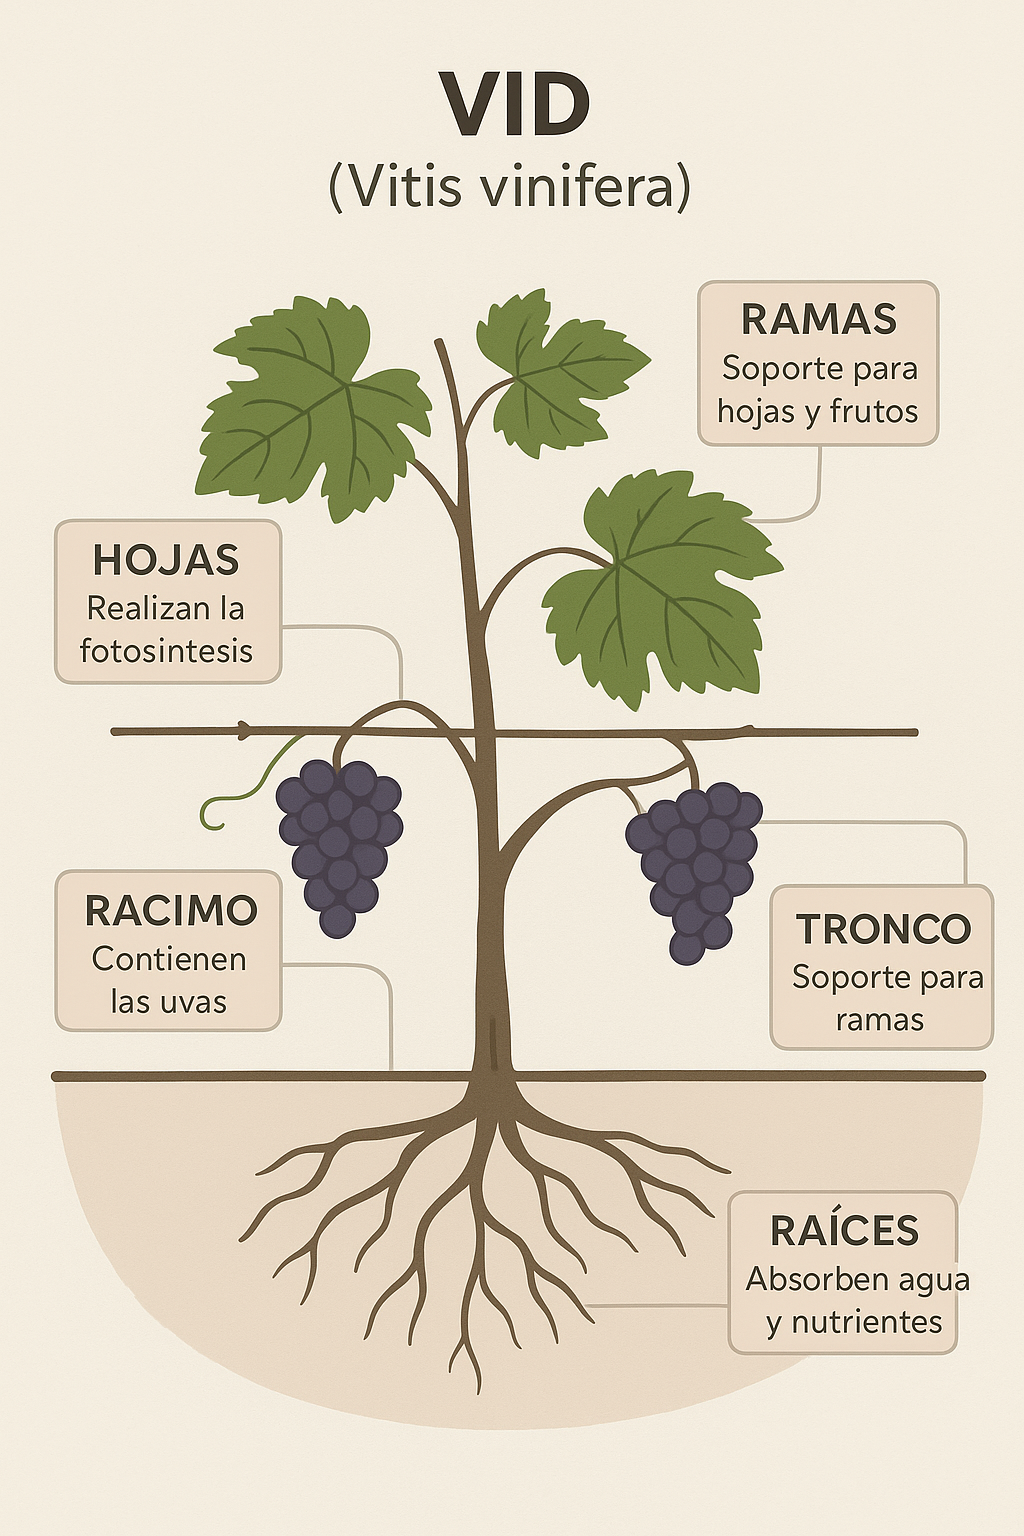 VID
(Vitis vinifera)
RAMAS
Soporte para
hojas y frutos
HOJAS
Realizan la
fotosintesis
RACIMO
Contienen
las uvas
TRONCO
Soporte para
ramas
RAÍCES
Absorben agua
y nutrientes